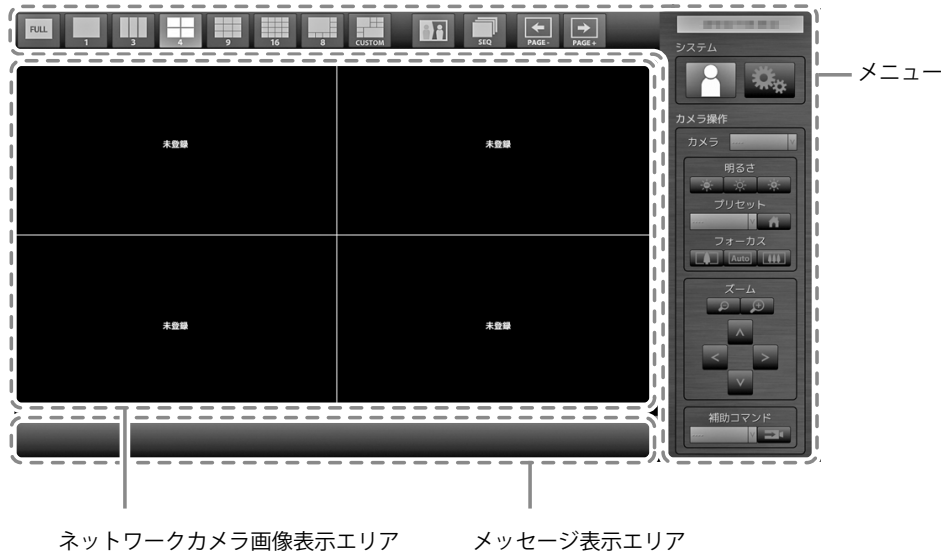 FULL
1
3
4
9
16
8
CUSTOM
SEQ
PAGE-
PAGE+
システム
メニュー
カメラ操作
カメラ
明るさ
プリセット
フォーカス
Auto
ズーム
補助コマンド
未登録
未登録
未登録
未登録
ネットワークカメラ画像表示エリア
メッセージ表示エリア